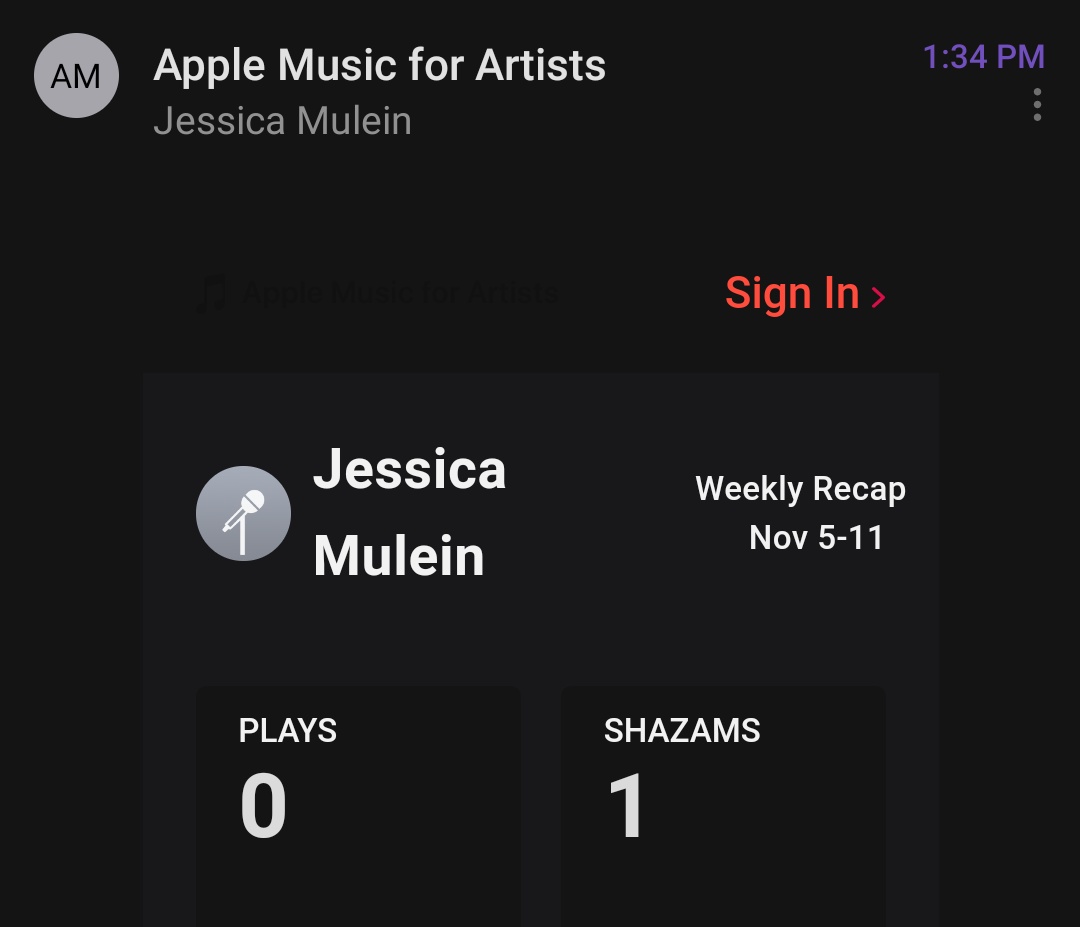 AM
Apple Music for Artists
1:34 PM
Jessica Mulein
Apple Music for Artists
Sign In >
Jessica
Mulein
Weekly Recap
Nov 5-11
PLAYS
0
SHAZAMS
1